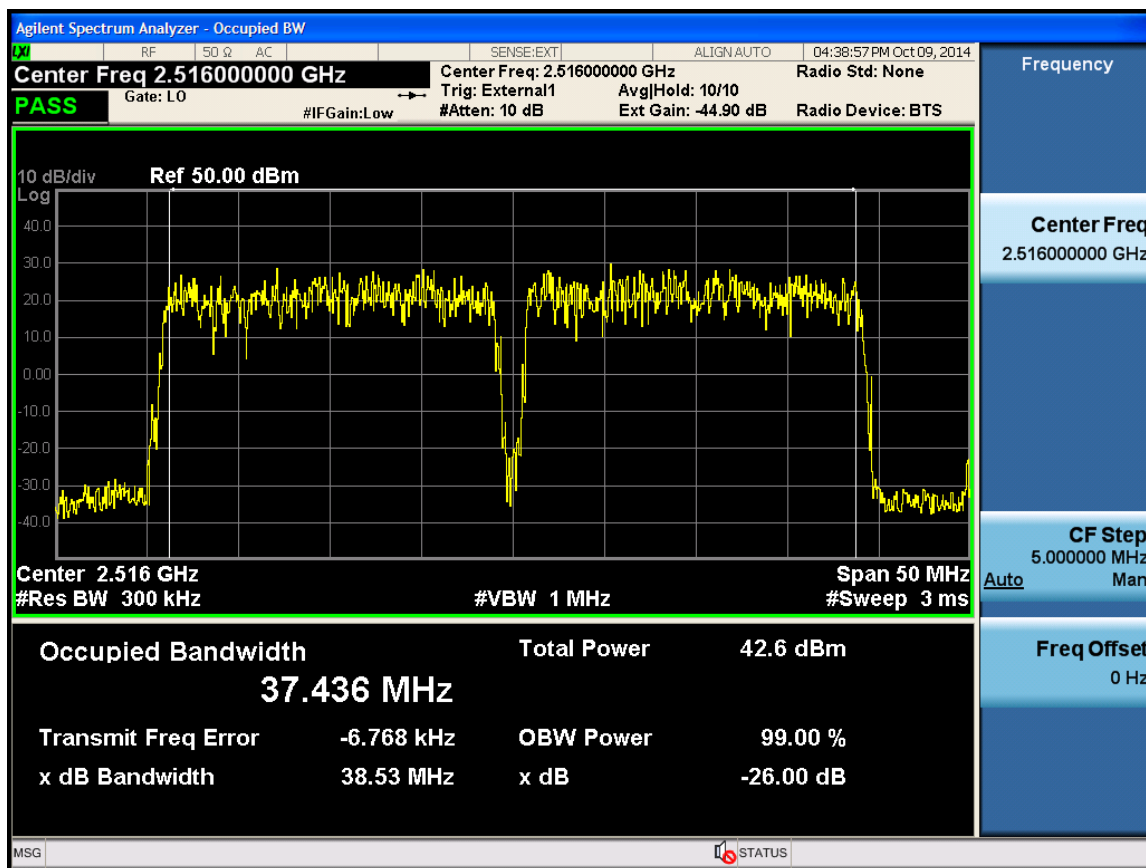 Agilent Spectrum Analyzer - Occupied BW
LXI RF 50 Ω AC SENSE:EXT ALIGN AUTO 04:38:57 PM Oct 09, 2014
Center Freq 2.516000000 GHz
PASS
Gate: LO
#IFGain:Low
Center Freq: 2.516000000 GHz
Trig: External1 Avg|Hold: 10/10
#Atten: 10 dB Ext Gain: -44.90 dB
Radio Std: None
Radio Device: BTS
10 dB/div Ref 50.00 dBm
Log
40.0
30.0
20.0
10.0
0.00
-10.0
-20.0
-30.0
-40.0
Center 2.516 GHz Span 50 MHz
#Res BW 300 kHz #VBW 1 MHz #Sweep 3 ms
Occupied Bandwidth Total Power 42.6 dBm
37.436 MHz
Transmit Freq Error -6.768 kHz OBW Power 99.00 %
x dB Bandwidth 38.53 MHz x dB -26.00 dB
MSG STATUS
Frequency
Center Freq
2.516000000 GHz
CF Step
5.000000 MHz
Auto Man
Freq Offset
0 Hz